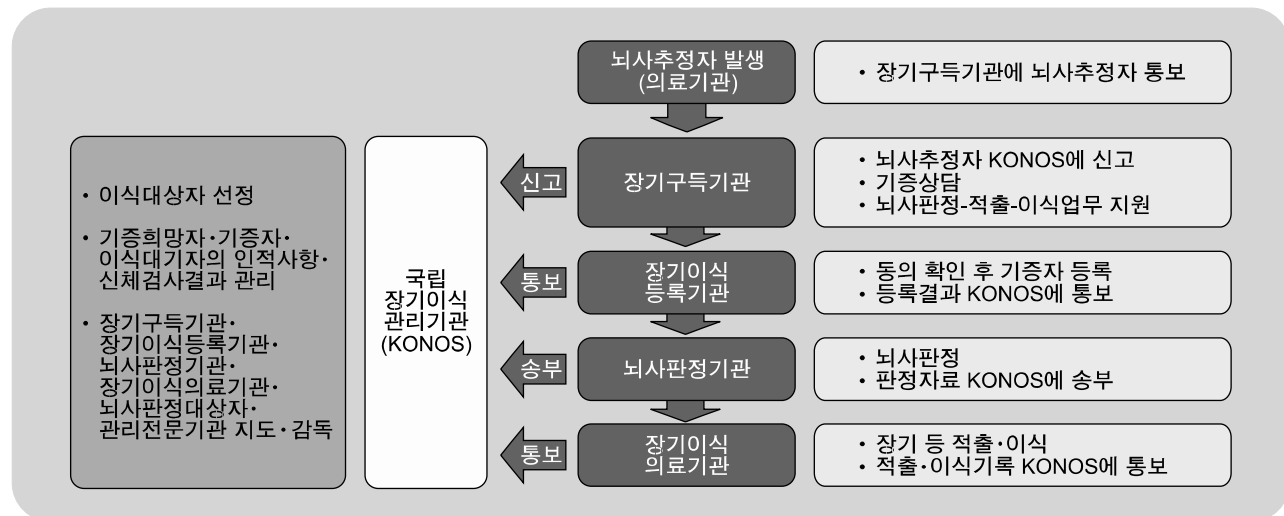 뇌사추정자 발생
(의료기관)
• 장기구득기관에 뇌사추정자 통보
신고
장기구득기관
• 뇌사추정자 KONOS에 신고
• 기증상담
• 뇌사판정-적출-이식업무 지원
통보
장기이식
등록기관
• 동의 확인 후 기증자 등록
• 등록결과 KONOS에 통보
송부
뇌사판정기관
• 뇌사판정
• 판정자료 KONOS에 송부
통보
장기이식
의료기관
• 장기 등 적출·이식
• 적출·이식기록 KONOS에 통보
국립
장기이식
관리기관
(KONOS)
• 이식대상자 선정
• 기증희망자·기증자·
이식대기자의 인적사항·
신체검사결과 관리
• 장기구득기관·
장기이식등록기관·
뇌사판정기관·
장기이식의료기관·
뇌사판정대상자·
관리전문기관 지도·감독